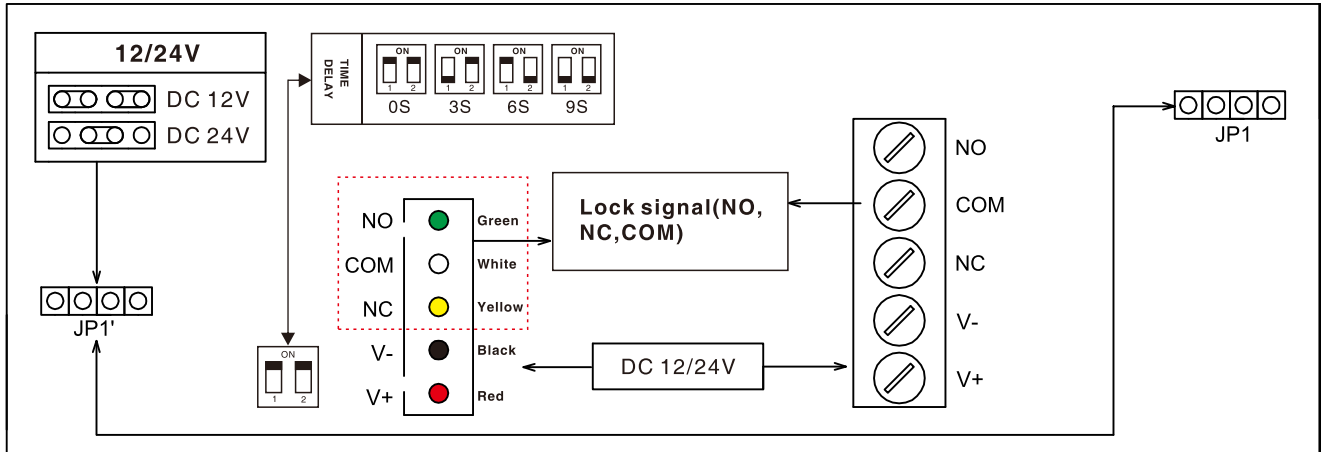 12/24V
DC 12V
DC 24V
TIME
DELAY
ON
1 2
0S
ON
1 2
3S
ON
1 2
6S
ON
1 2
9S
JP1
NO
COM
NC
V-
V+
Lock signal(NO,
NC,COM)
NO Green
COM White
NC Yellow
V- Black
V+ Red
DC 12/24V
JP1'
ON
1 2